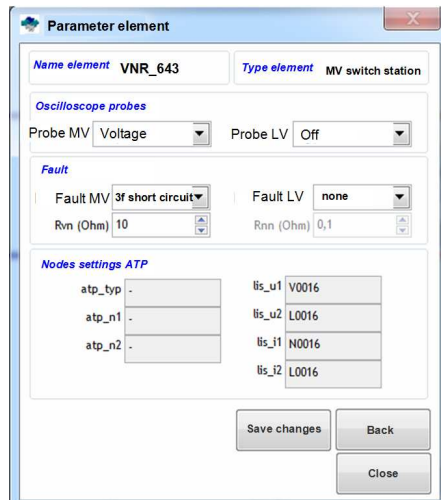 Parameter element
X
Name element VNR_643 Type element MV switch station
Oscilloscope probes
Probe MV Voltage Probe LV Off
Fault
Fault MV 3f short circuit Fault LV none
Rvn (Ohm) 10 Rnn (Ohm) 0,1
Nodes settings ATP
atp_typ - lis_u1 V0016
atp_n1 - lis_u2 L0016
atp_n2 - lis_i1 N0016
lis_i2 L0016
Save changes Back
Close